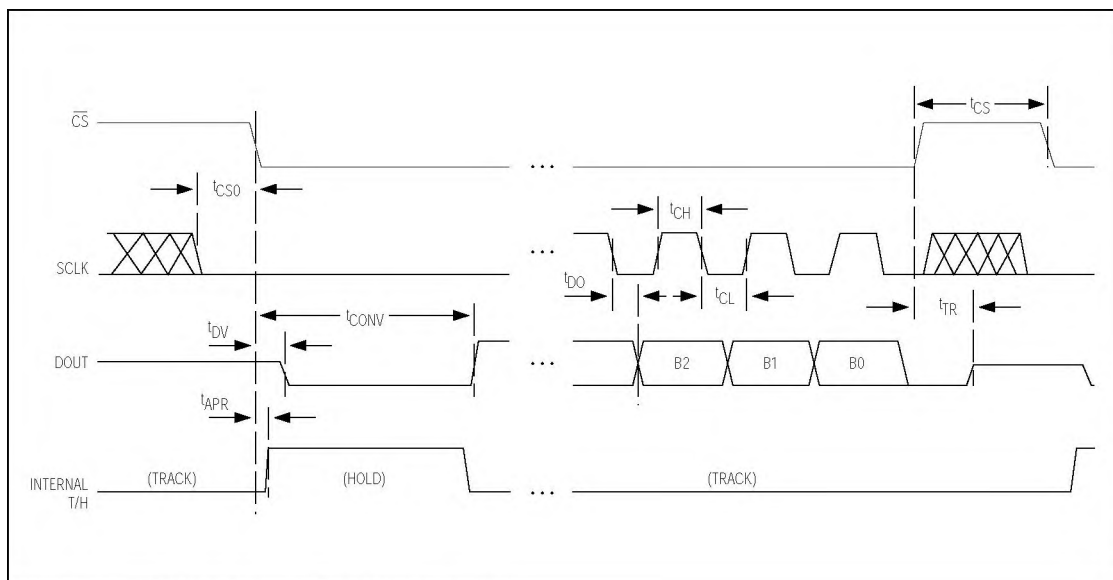 tCS
CS
tCS0
tCH
SCLK
tDO
tCL
tTR
tCONV
tDV
DOUT
B2
B1
B0
tAPR
(TRACK)
(HOLD)
(TRACK)
INTERNAL
T/H